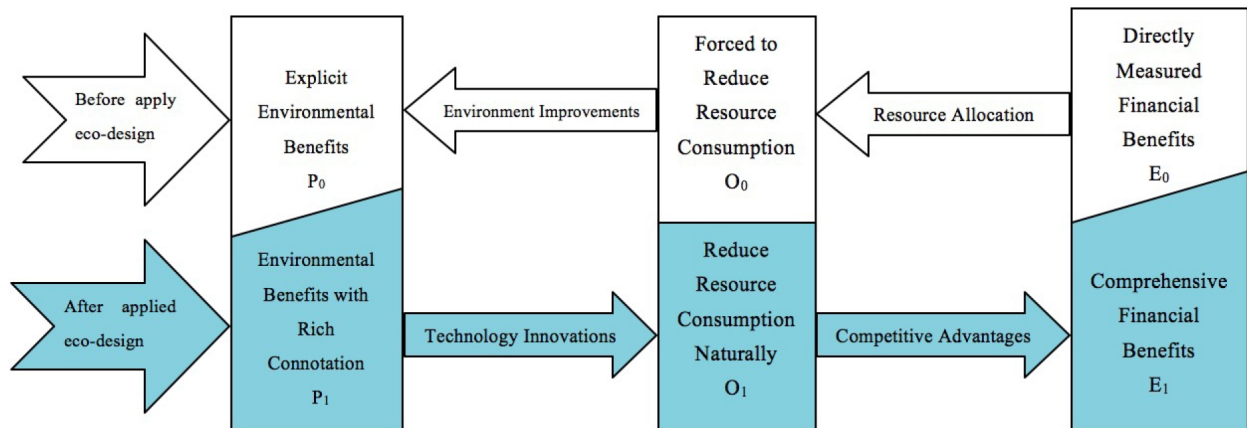 Before apply
eco-design
Explicit
Environmental
Benefits
P₀
Environment Improvements
Forced to
Reduce
Resource
Consumption
O₀
Resource Allocation
Directly
Measured
Financial
Benefits
E₀
After applied
eco-design
Environmental
Benefits with
Rich
Connotation
P₁
Technology Innovations
Reduce
Resource
Consumption
Naturally
O₁
Competitive Advantages
Comprehensive
Financial
Benefits
E₁